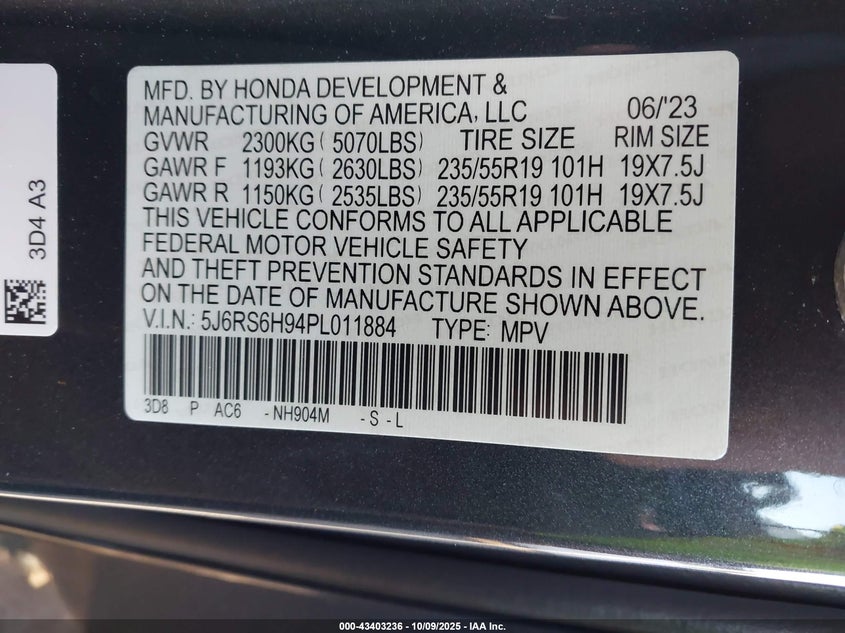 MFD. BY HONDA DEVELOPMENT &
MANUFACTURING OF AMERICA, LLC 06/'23
GVWR 2300KG( 5070LBS) TIRE SIZE RIM SIZE
GAWR F 1193KG( 2630LBS) 235/55R19 101H 19X7.5J
GAWR R 1150KG( 2535LBS) 235/55R19 101H 19X7.5J
THIS VEHICLE CONFORMS TO ALL APPLICABLE
FEDERAL MOTOR VEHICLE SAFETY
AND THEFT PREVENTION STANDARDS IN EFFECT
ON THE DATE OF MANUFACTURE SHOWN ABOVE.
V.I.N.: 5J6RS6H94PL011884 TYPE: MPV
3D8 P AC6 -NH904M -S-L
3D4 A3
000-43403236 - 10/09/2025 - IAA Inc.